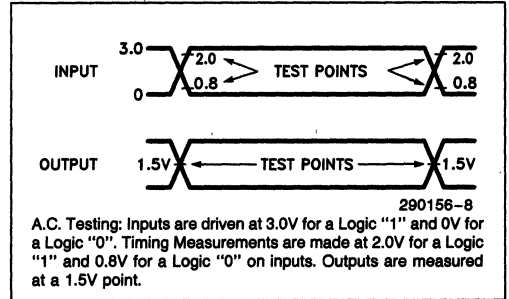 3.0
2.0 2.0
INPUT TEST POINTS
0.8 0.8
0
OUTPUT 1.5V TEST POINTS 1.5V
290156-8
A.C. Testing: Inputs are driven at 3.0V for a Logic "1" and 0V for
a Logic "0". Timing Measurements are made at 2.0V for a Logic
"1" and 0.8V for a Logic "0" on inputs. Outputs are measured
at a 1.5V point.